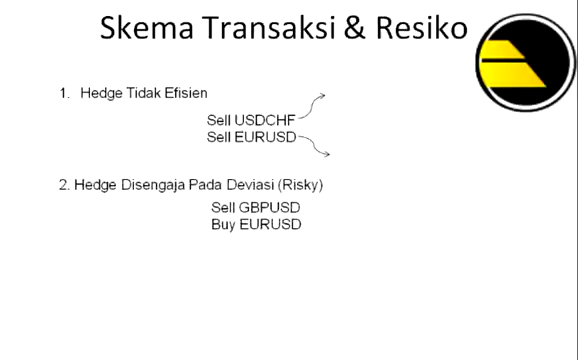 Skema Transaksi & Resiko
1. Hedge Tidak Efisien
Sell USDCHF
Sell EURUSD
2. Hedge Disengaja Pada Deviasi (Risky)
Sell GBPUSD
Buy EURUSD